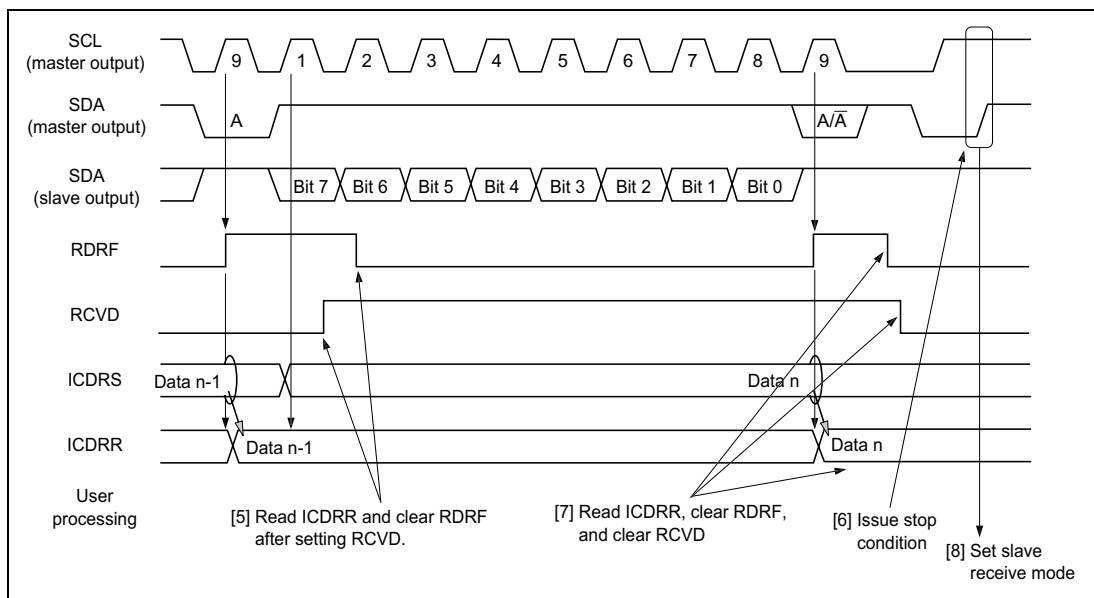 SCL
(master output)
9 1 2 3 4 5 6 7 8 9
SDA
(master output)
A A/A̅
SDA
(slave output)
Bit 7 Bit 6 Bit 5 Bit 4 Bit 3 Bit 2 Bit 1 Bit 0
RDRF
RCVD
ICDRS
Data n-1 Data n
ICDRR
Data n-1 Data n
User
processing
[5] Read ICDRR and clear RDRF
after setting RCVD.
[7] Read ICDRR, clear RDRF,
and clear RCVD
[6] Issue stop
condition
[8] Set slave
receive mode